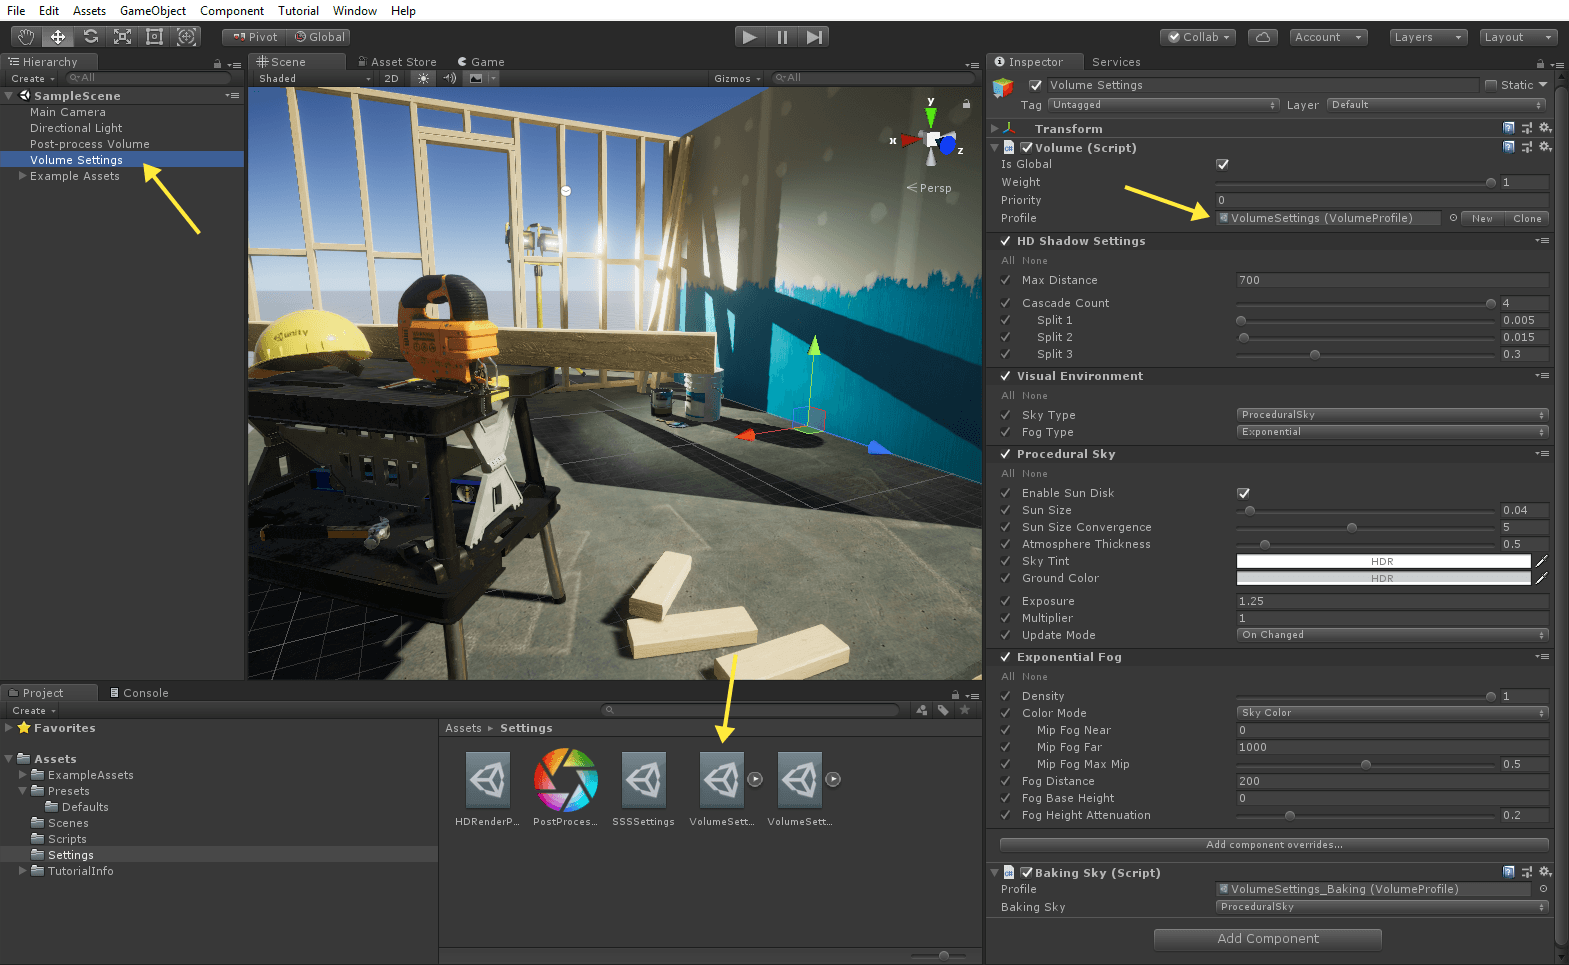 File Edit Assets GameObject Component Tutorial Window Help
Pivot Global Collab Account Layers Layout
Hierarchy
Create All
SampleScene
Main Camera
Directional Light
Post-process Volume
Volume Settings
Example Assets
Scene Asset Store Game
Shaded 2D Gizmos All
y
x
z
Persp
unity
Inspector Services
Volume Settings Static
Tag Untagged Layer Default
Transform
Volume (Script)
Is Global
Weight 1
Priority 0
Profile VolumeSettings (VolumeProfile) New Clone
HD Shadow Settings
All None
Max Distance 700
Cascade Count 4
Split 1 0.005
Split 2 0.015
Split 3 0.3
Visual Environment
All None
Sky Type ProceduralSky
Fog Type Exponential
Procedural Sky
All None
Enable Sun Disk
Sun Size 0.04
Sun Size Convergence 5
Atmosphere Thickness 0.5
Sky Tint HDR
Ground Color HDR
Exposure 1.25
Multiplier 1
Update Mode On Changed
Exponential Fog
All None
Density 1
Color Mode Sky Color
Mip Fog Near 0
Mip Fog Far 1000
Mip Fog Max Mip 0.5
Fog Distance 200
Fog Base Height 0
Fog Height Attenuation 0.2
Add component overrides...
Baking Sky (Script)
Profile VolumeSettings_Baking (VolumeProfile)
Baking Sky ProceduralSky
Add Component
Project Console
Create
Favorites
Assets
ExampleAssets
Presets
Defaults
Scenes
Scripts
Settings
TutorialInfo
Assets Settings
HDRenderP... PostProces... SSSSettings VolumeSett... VolumeSett...